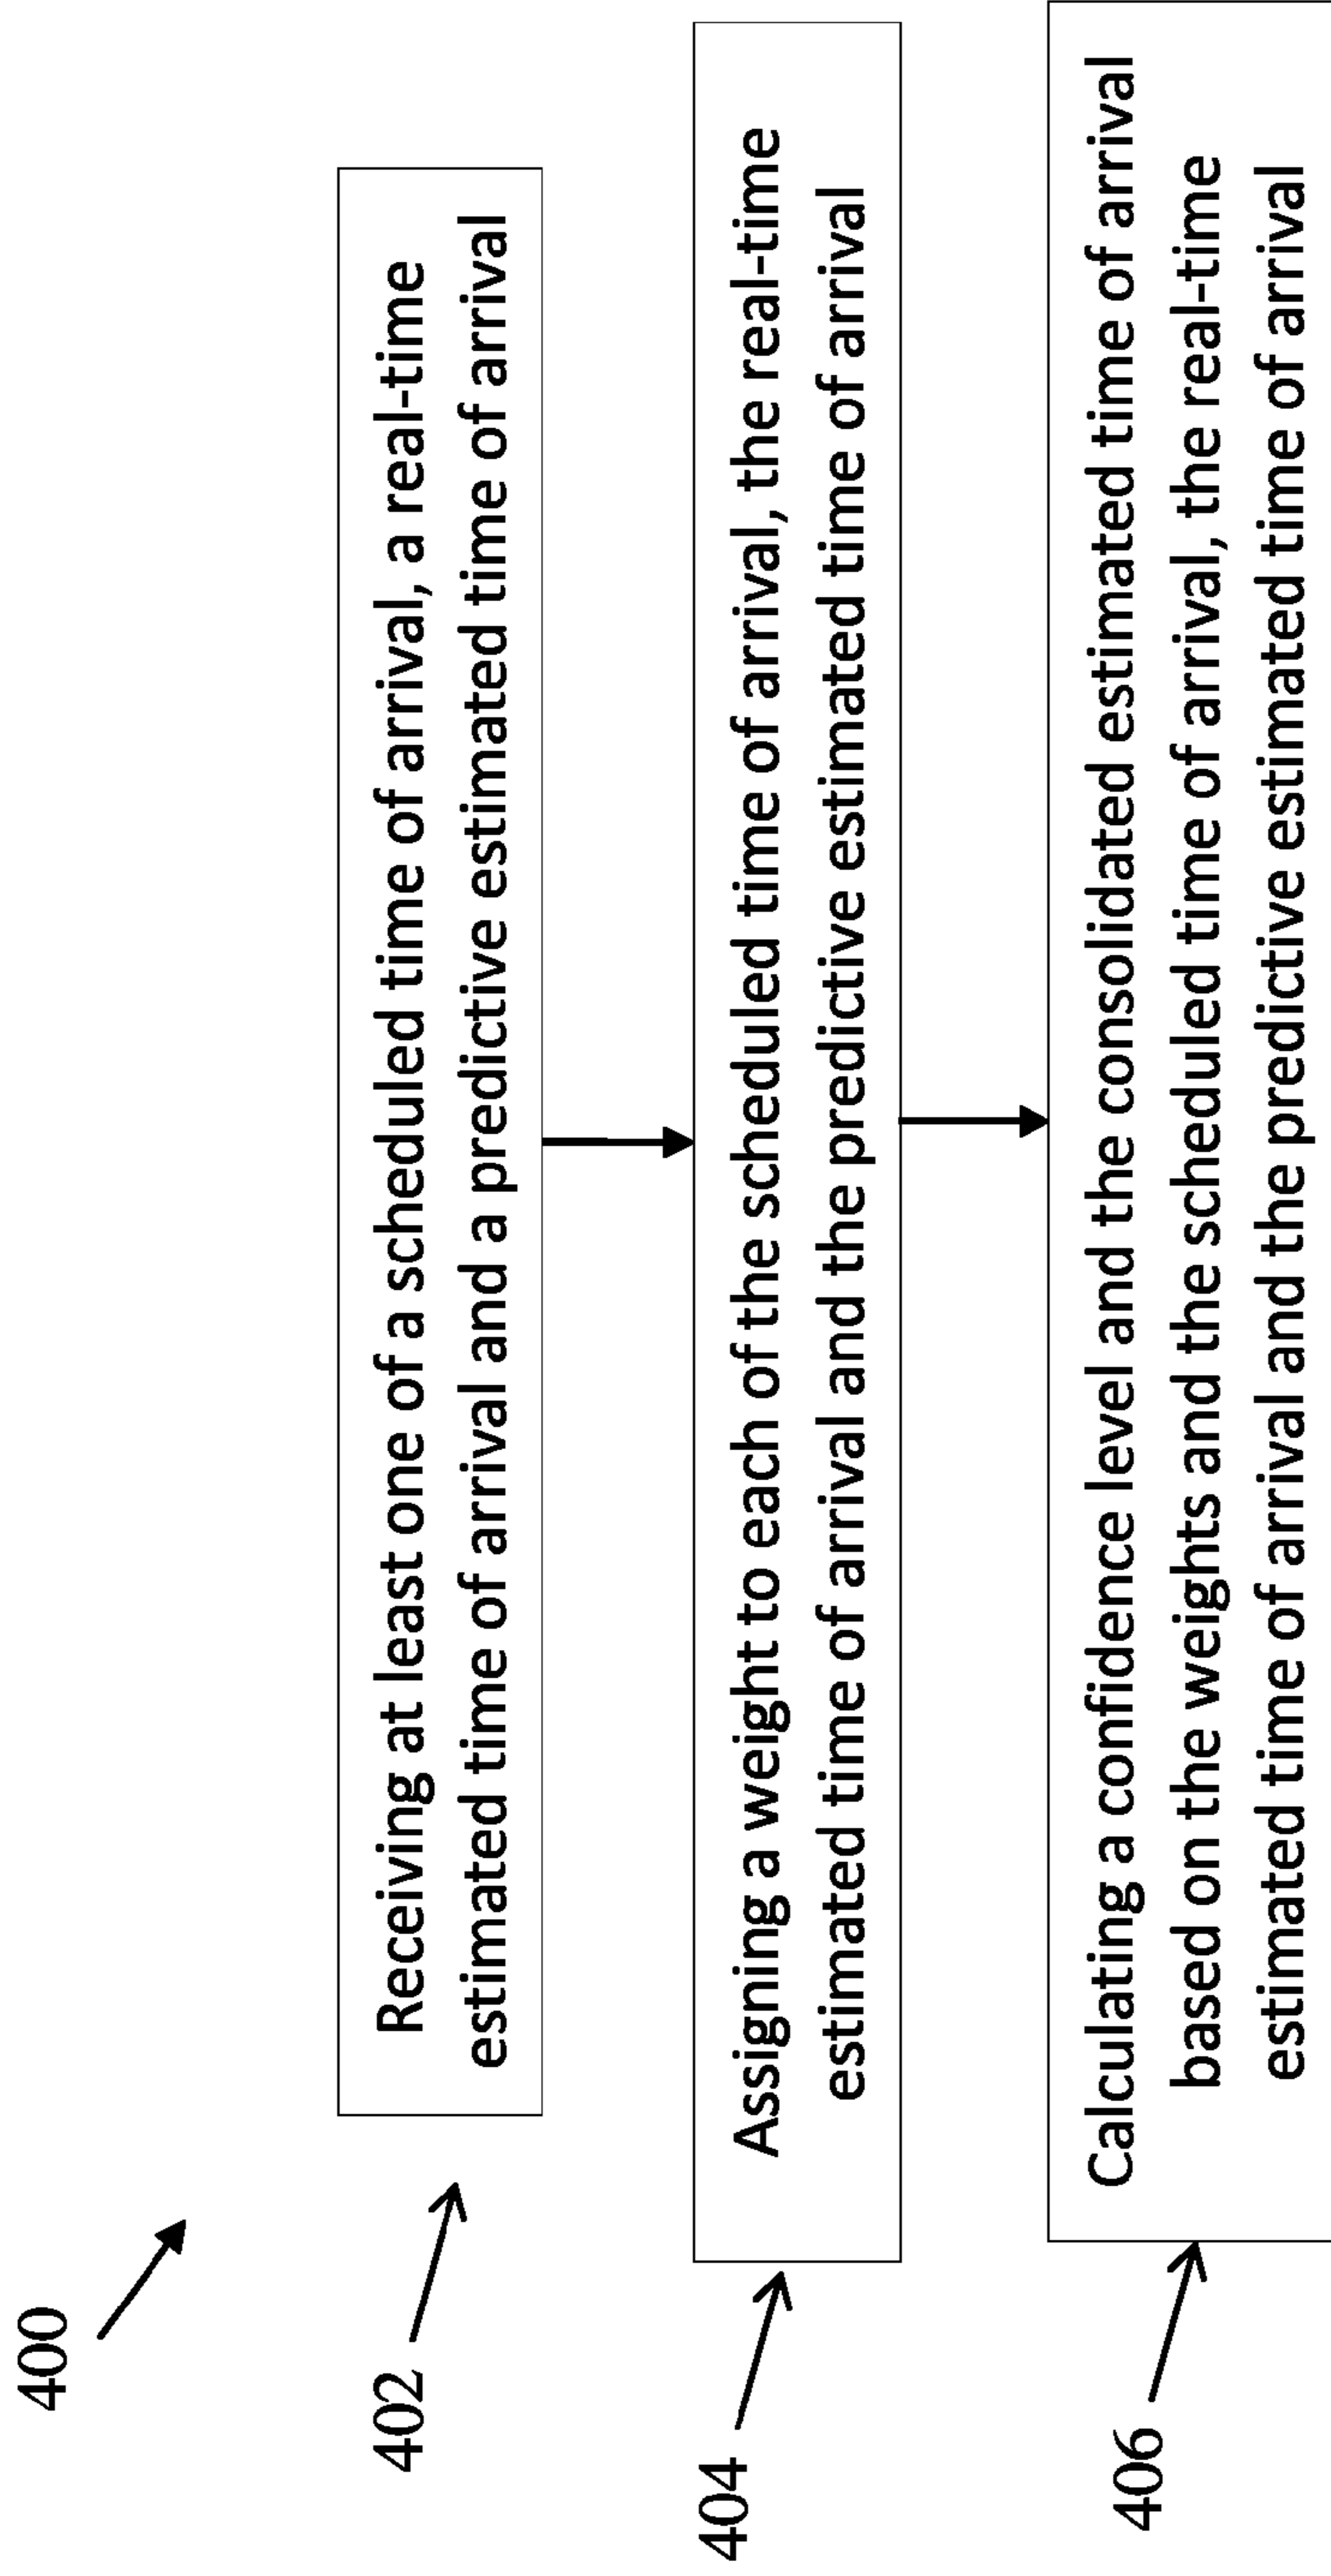 400
402
Receiving at least one of a scheduled time of arrival, a real-time
estimated time of arrival and a predictive estimated time of arrival
404
Assigning a weight to each of the scheduled time of arrival, the real-time
estimated time of arrival and the predictive estimated time of arrival
406
Calculating a confidence level and the consolidated estimated time of arrival
based on the weights and the scheduled time of arrival, the real-time
estimated time of arrival and the predictive estimated time of arrival